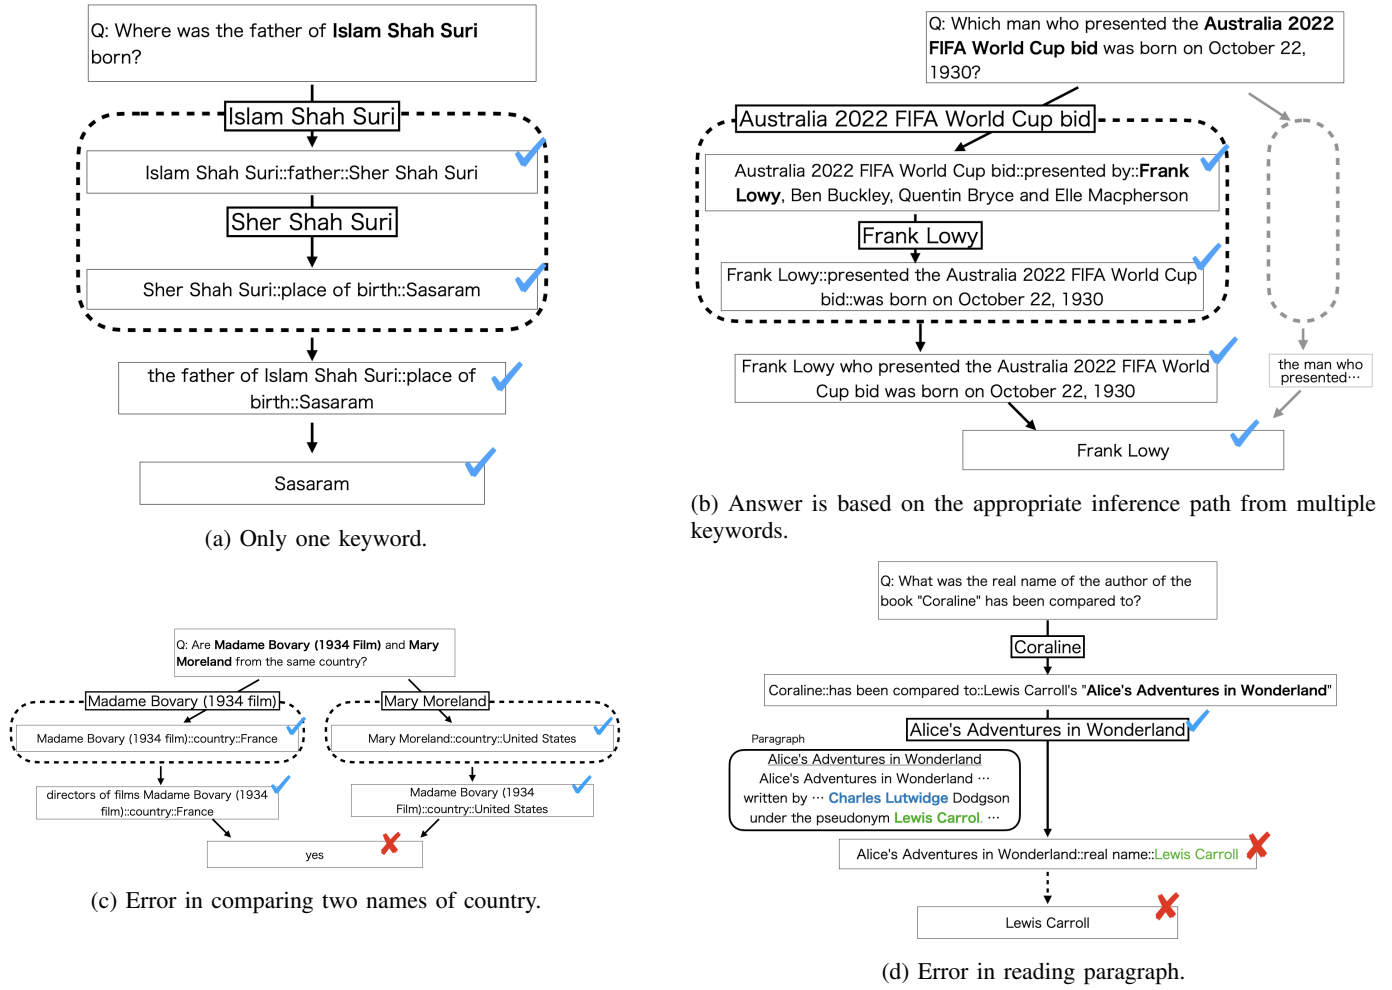 Q: Where was the father of Islam Shah Suri
born?
Islam Shah Suri
Islam Shah Suri::father::Sher Shah Suri
Sher Shah Suri
Sher Shah Suri::place of birth::Sasaram
the father of Islam Shah Suri::place of
birth::Sasaram
Sasaram
(a) Only one keyword.
Q: Which man who presented the Australia 2022
FIFA World Cup bid was born on October 22,
1930?
Australia 2022 FIFA World Cup bid
Australia 2022 FIFA World Cup bid::presented by::Frank
Lowy, Ben Buckley, Quentin Bryce and Elle Macpherson
Frank Lowy
Frank Lowy::presented the Australia 2022 FIFA World Cup
bid::was born on October 22, 1930
Frank Lowy who presented the Australia 2022 FIFA World
Cup bid was born on October 22, 1930
the man who
presented…
Frank Lowy
(b) Answer is based on the appropriate inference path from multiple
keywords.
Q: Are Madame Bovary (1934 Film) and Mary
Moreland from the same country?
Madame Bovary (1934 film)
Mary Moreland
Madame Bovary (1934 film)::country::France
Mary Moreland::country::United States
directors of films Madame Bovary (1934
film)::country::France
Madame Bovary (1934
Film)::country::United States
yes
(c) Error in comparing two names of country.
Q: What was the real name of the author of the
book "Coraline" has been compared to?
Coraline
Coraline::has been compared to::Lewis Carroll's "Alice's Adventures in Wonderland"
Alice's Adventures in Wonderland
Paragraph
Alice's Adventures in Wonderland
Alice's Adventures in Wonderland …
written by … Charles Lutwidge Dodgson
under the pseudonym Lewis Carrol. …
Alice's Adventures in Wonderland::real name::Lewis Carroll
Lewis Carroll
(d) Error in reading paragraph.